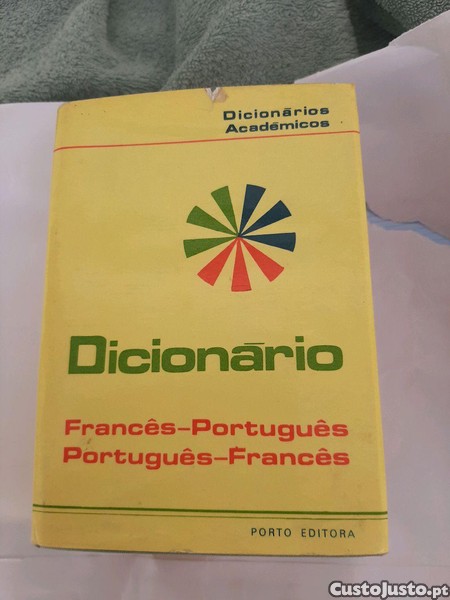 Dicionários
Académicos
Dicionário
Francês-Português
Português-Francês
PORTO EDITORA
CustoJusto.pt